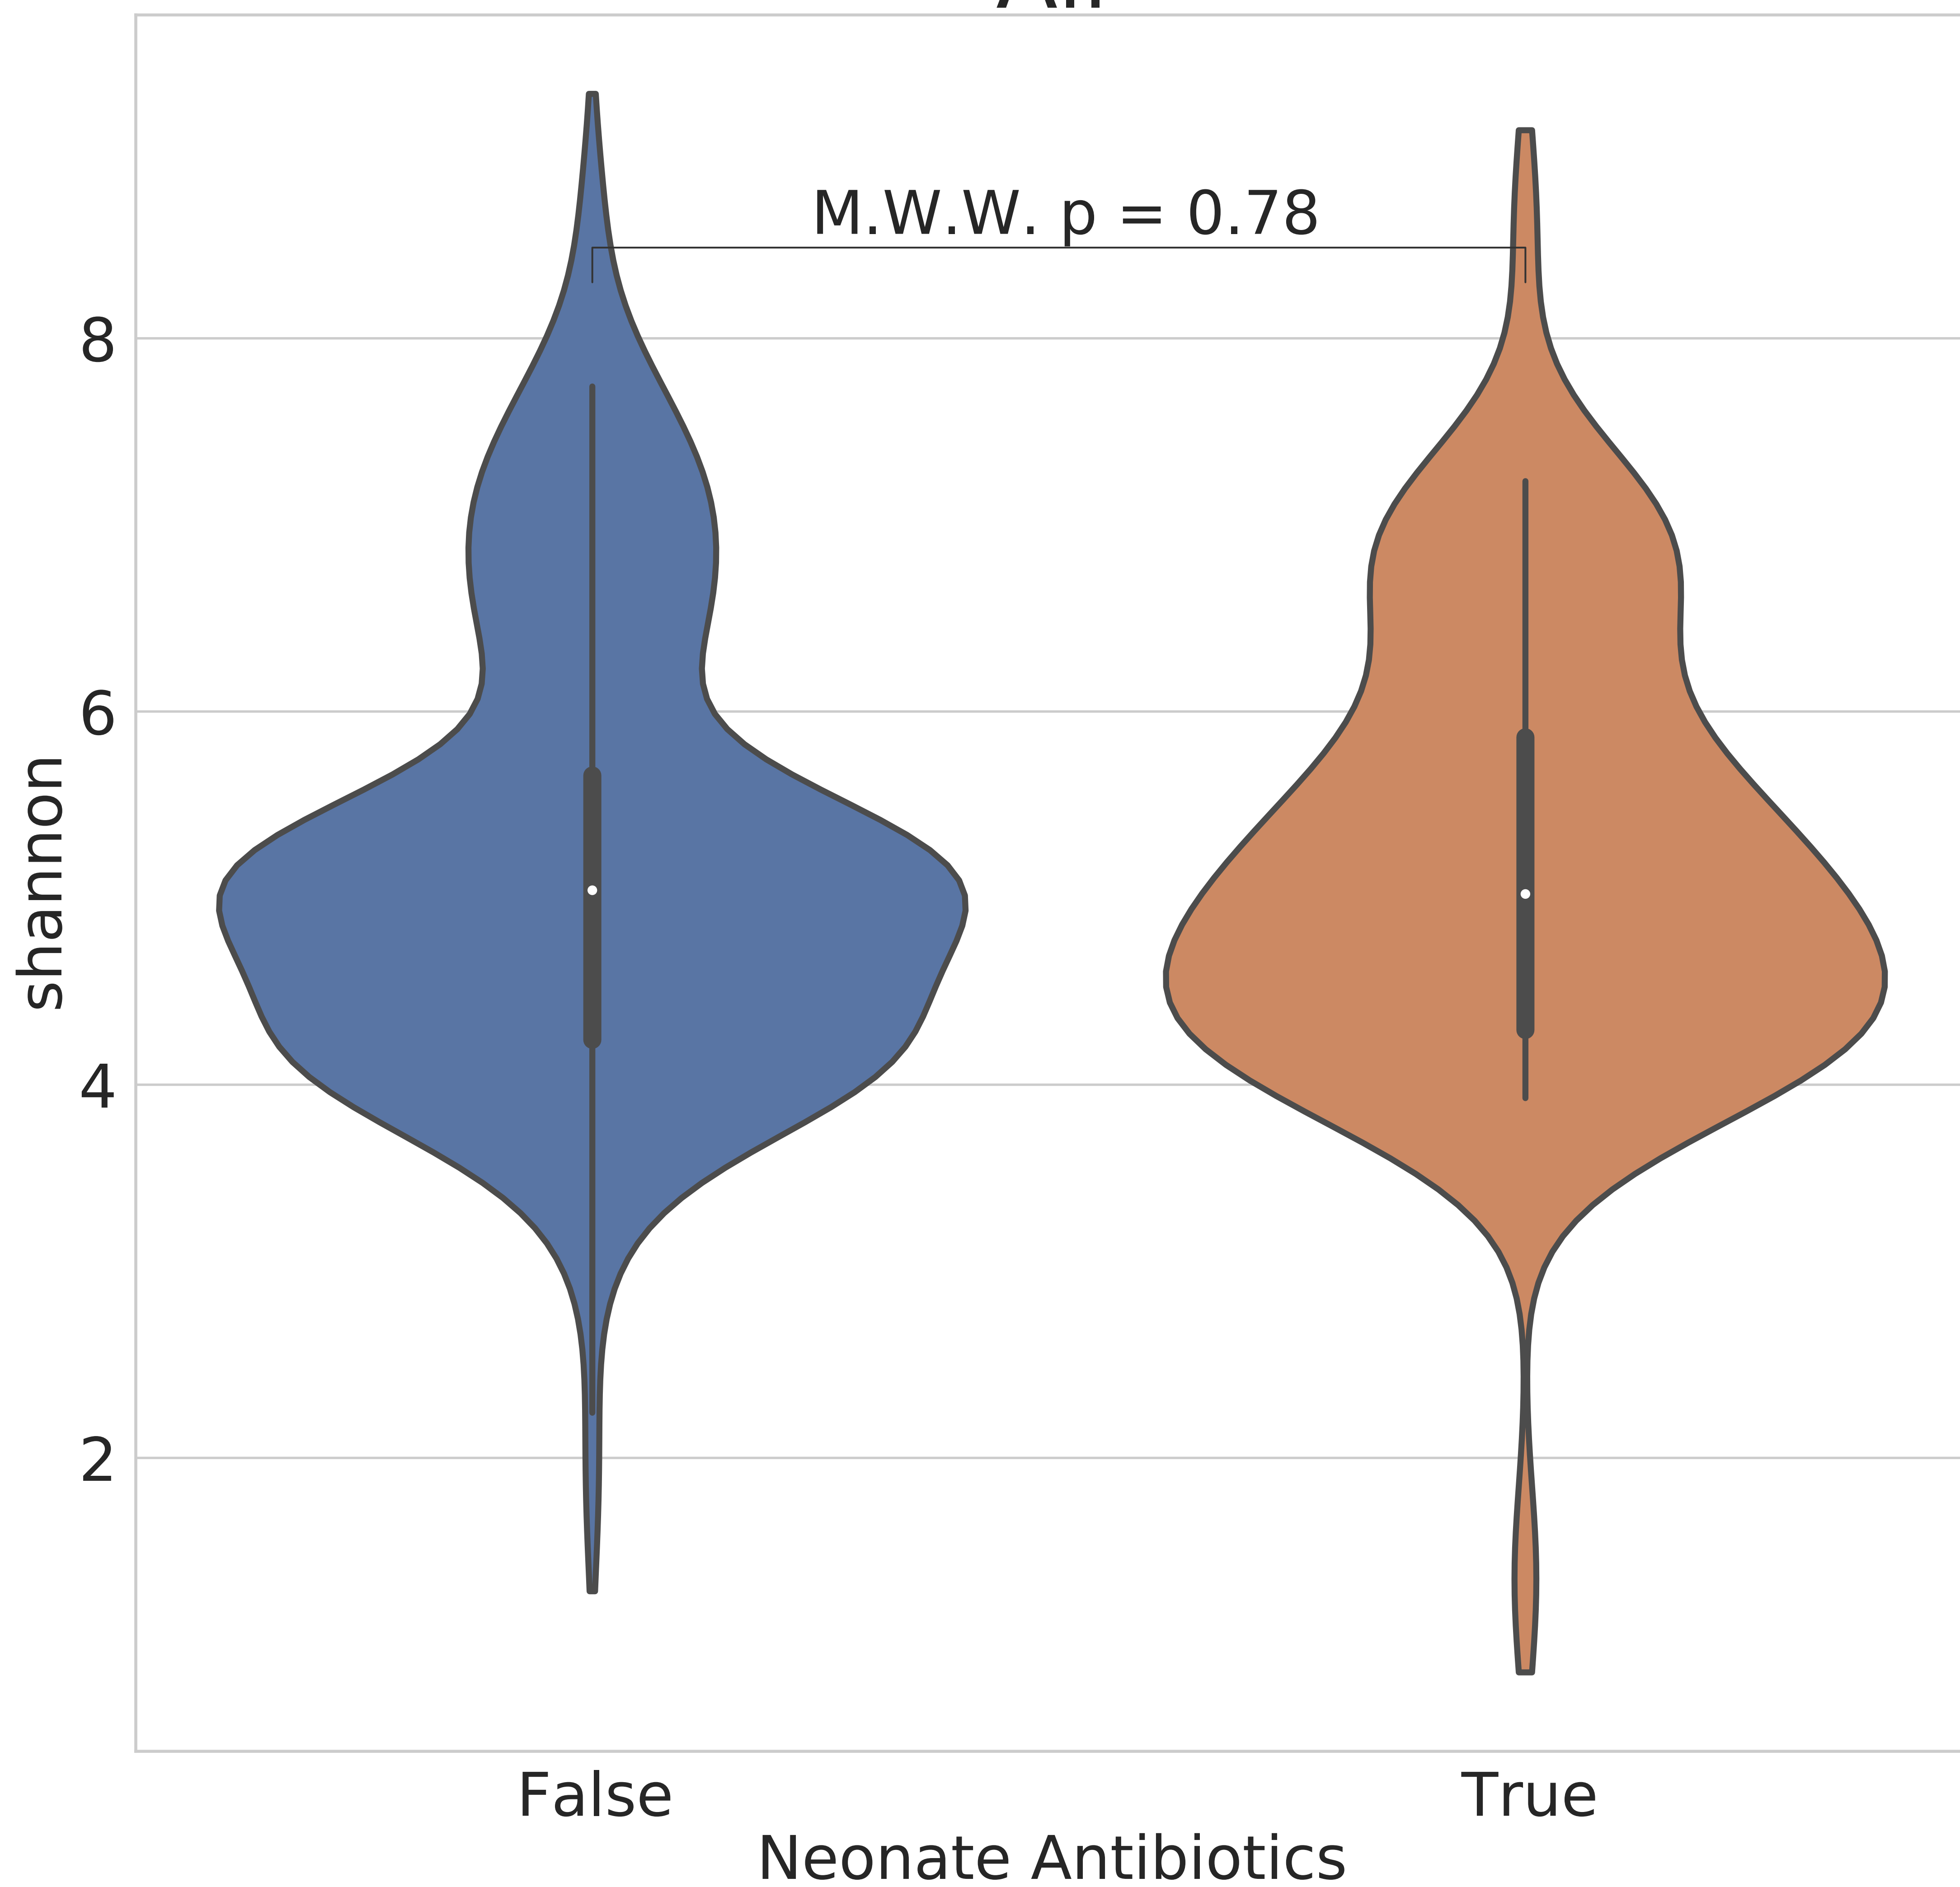 M.W.W. p = 0.78
8
6
4
2
shannon
False
True
Neonate Antibiotics